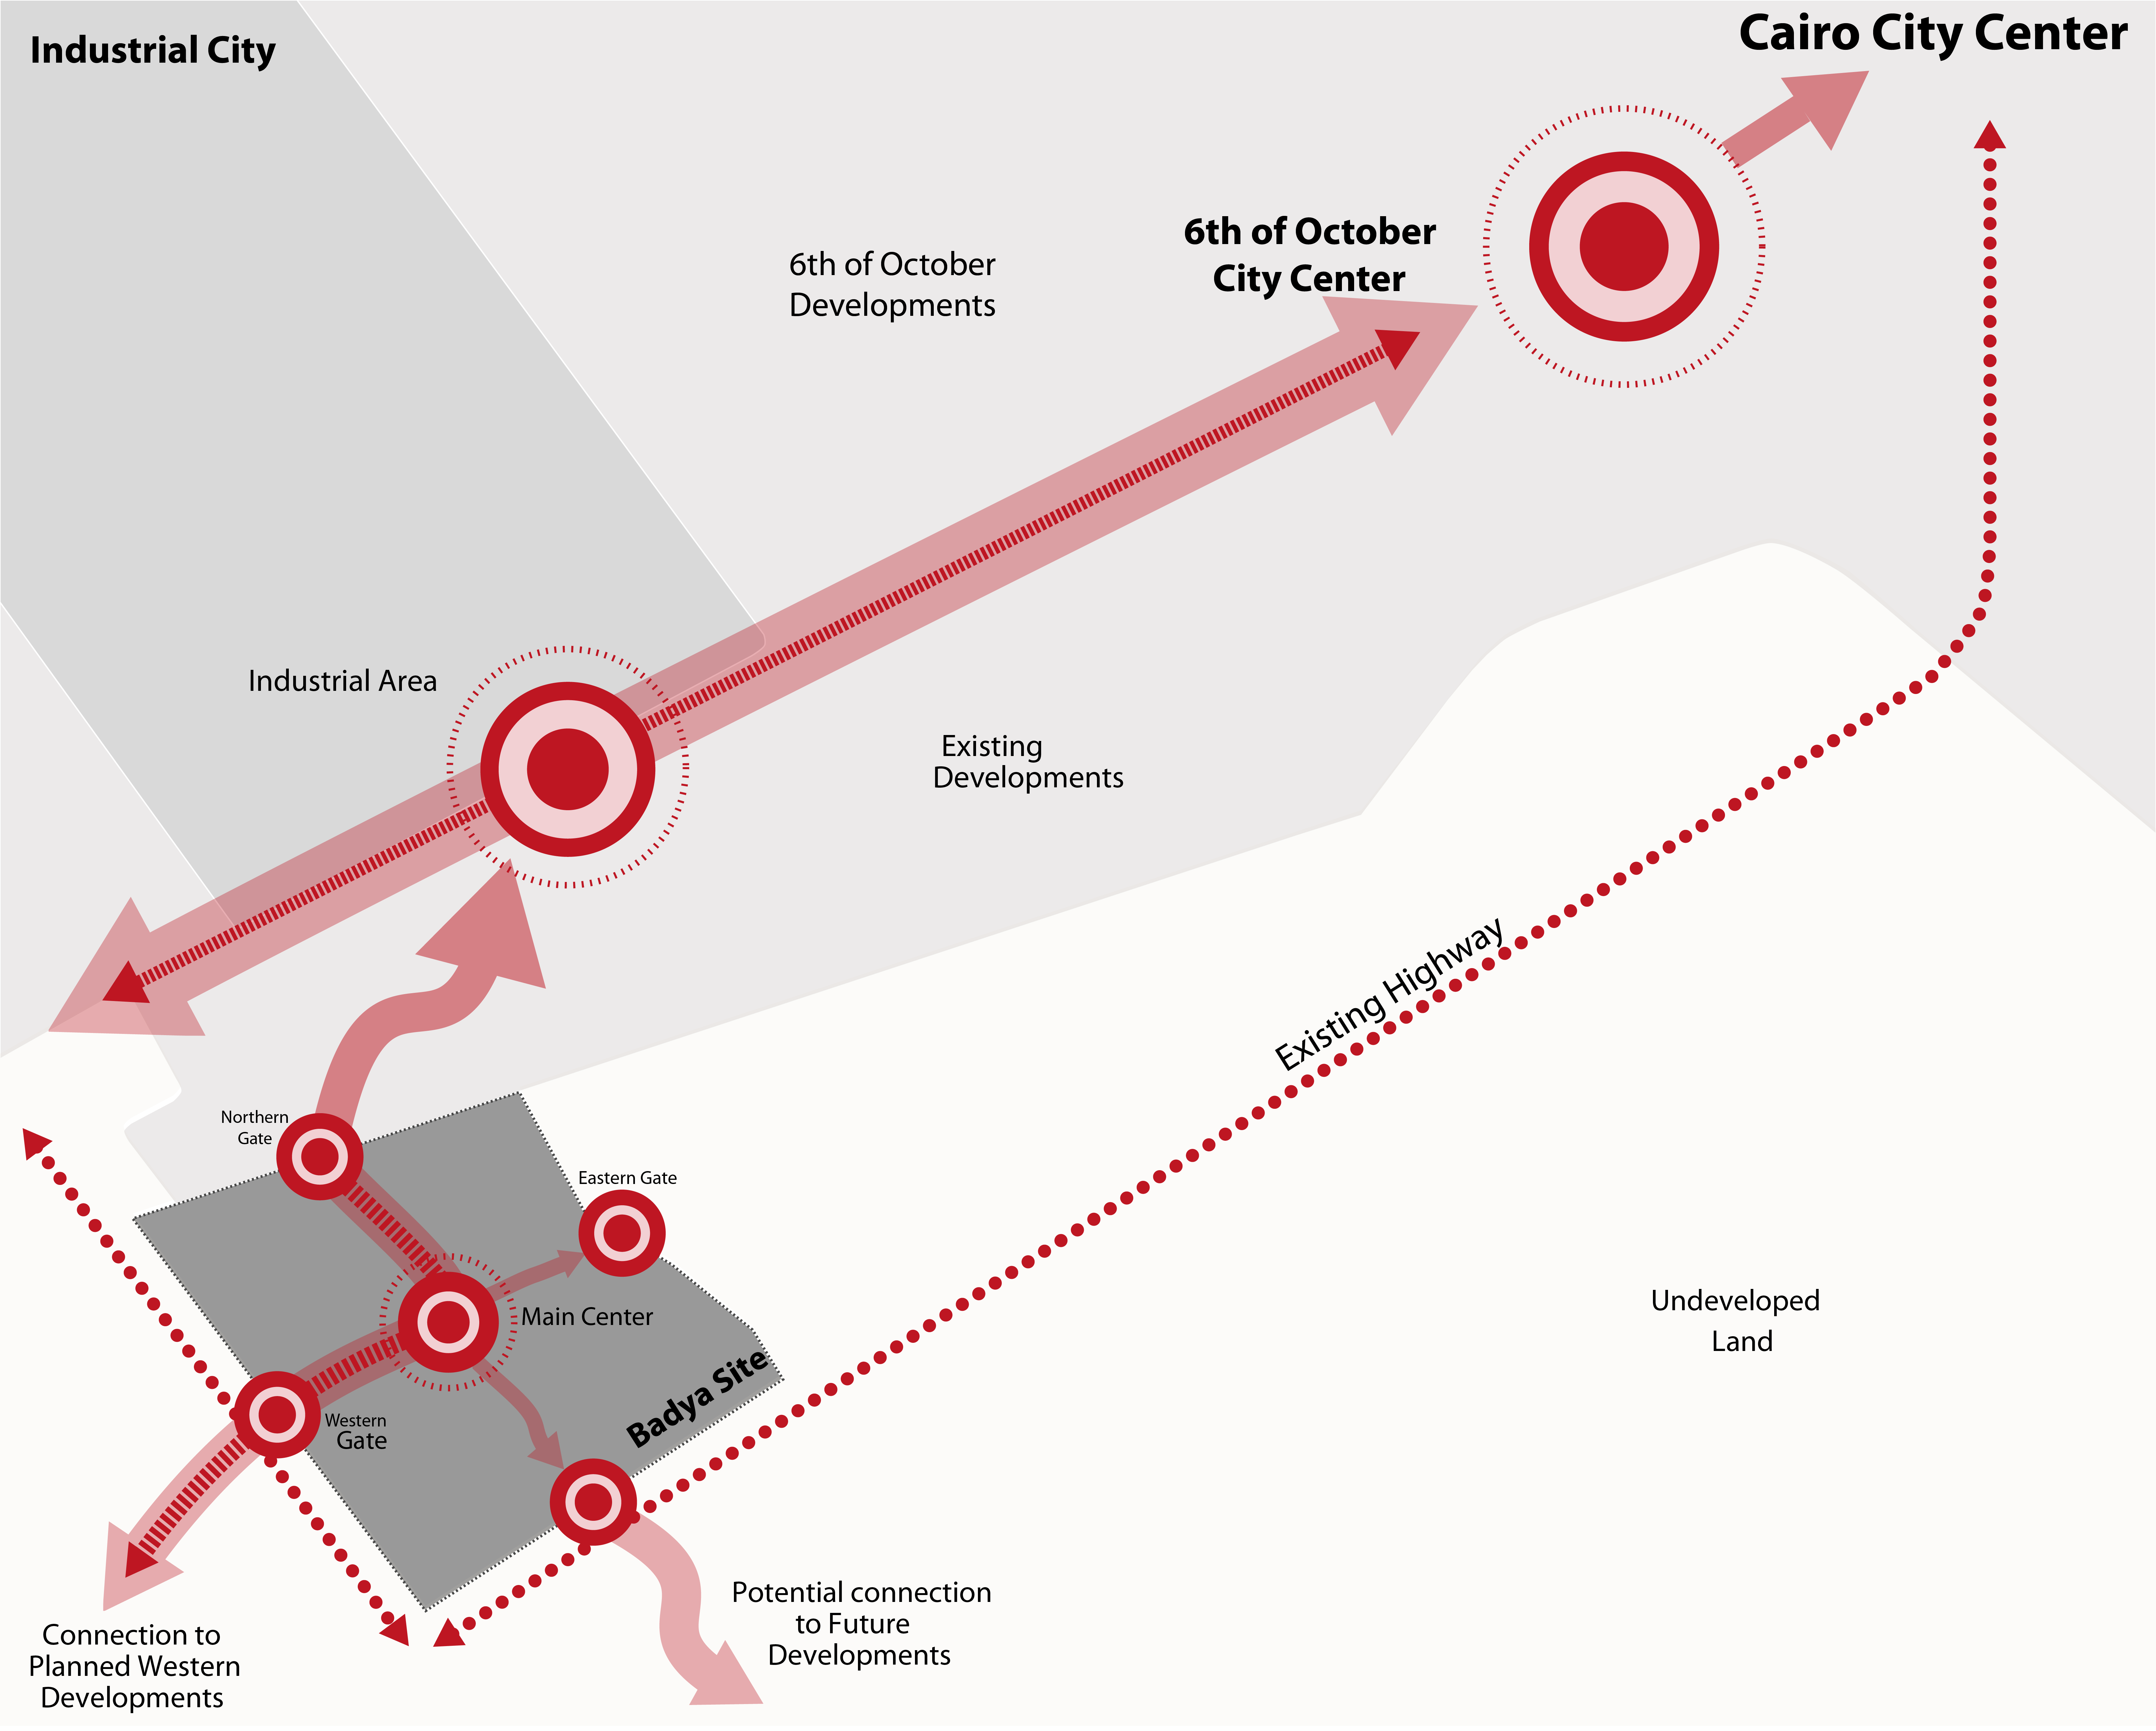 Industrial City
Cairo City Center
6th of October
City Center
6th of October
Developments
Industrial Area
Existing
Developments
Existing Highway
Northern
Gate
Eastern Gate
Main Center
Badya Site
Western
Gate
Undeveloped
Land
Potential connection
to Future
Developments
Connection to
Planned Western
Developments